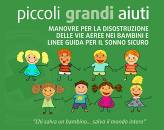 piccoli grandi aiuti
MANOVRE PER LA DISOSTRUZIONE
DELLE VIE AEREE NEI BAMBINI E
LINEE GUIDA PER IL SONNO SICURO
"Chi salva un bambino... salva il mondo intero"